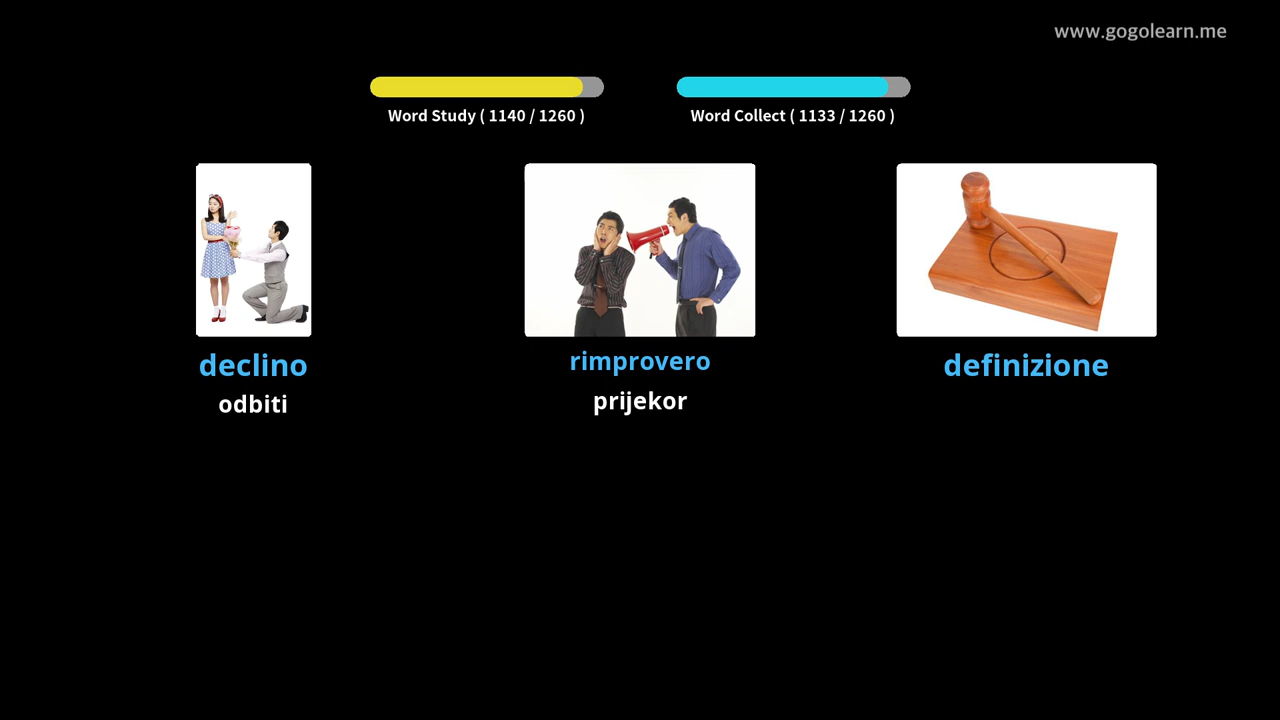 www.gogolearn.me
Word Study ( 1140 / 1260 )
Word Collect ( 1133 / 1260 )
declino
odbiti
rimprovero
prijekor
definizione